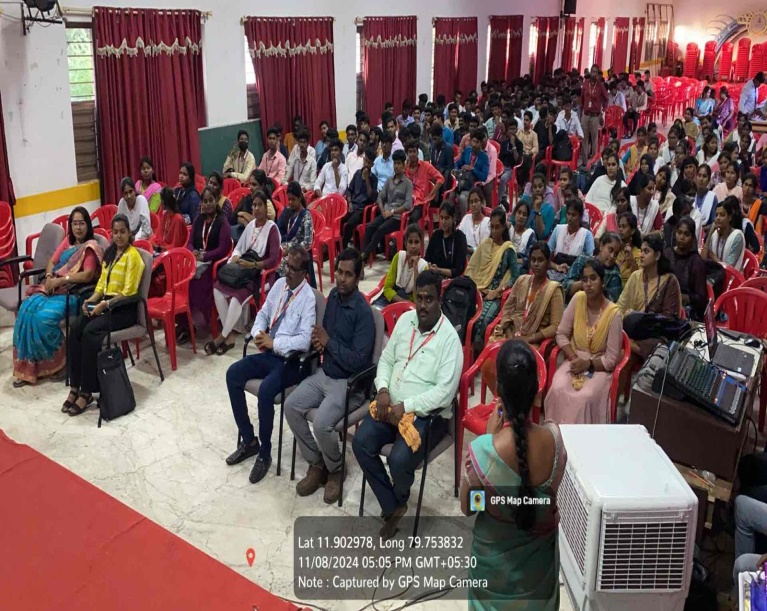 GPS Map Camera
Lat 11.902978, Long 79.753832
11/08/2024 05:05 PM GMT+05:30
Note : Captured by GPS Map Camera